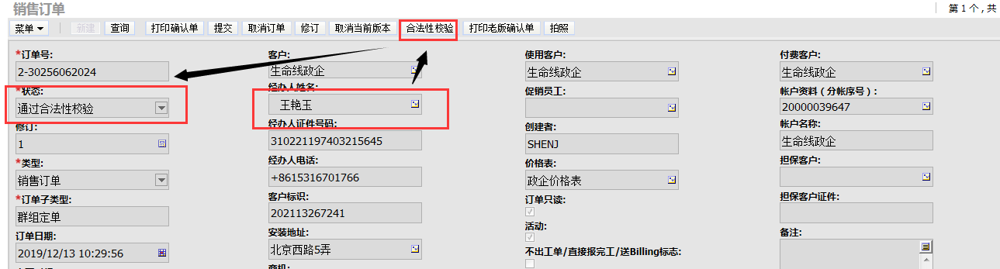 销售订单
第 1 个 , 共
菜单 新建 查询 打印确认单 提交 取消订单 修订 取消当前版本 合法性校验 打印老版确认单 拍照
*订单号: 客户: 使用客户: 付费客户:
2-30256062024 生命线政企 生命线政企 生命线政企
*状态: 经办人姓名: 促销员工: 帐户资料（分帐序号）:
通过合法性校验 王艳玉 20000039647
修订: 经办人证件号码: 创建者: 帐户名称:
1 310221197403215645 SHENJ 生命线政企
*类型: 经办人电话: 价格表: 担保客户:
销售订单 +8615316701766 政企价格表
*订单子类型: 客户标识: 订单只读: 担保客户证件:
群组定单 202113267241
订单日期: 安装地址: 活动: 备注:
2019/12/13 10:29:56 北京西路5弄 不出工单/直接报完工/送Billing标志: